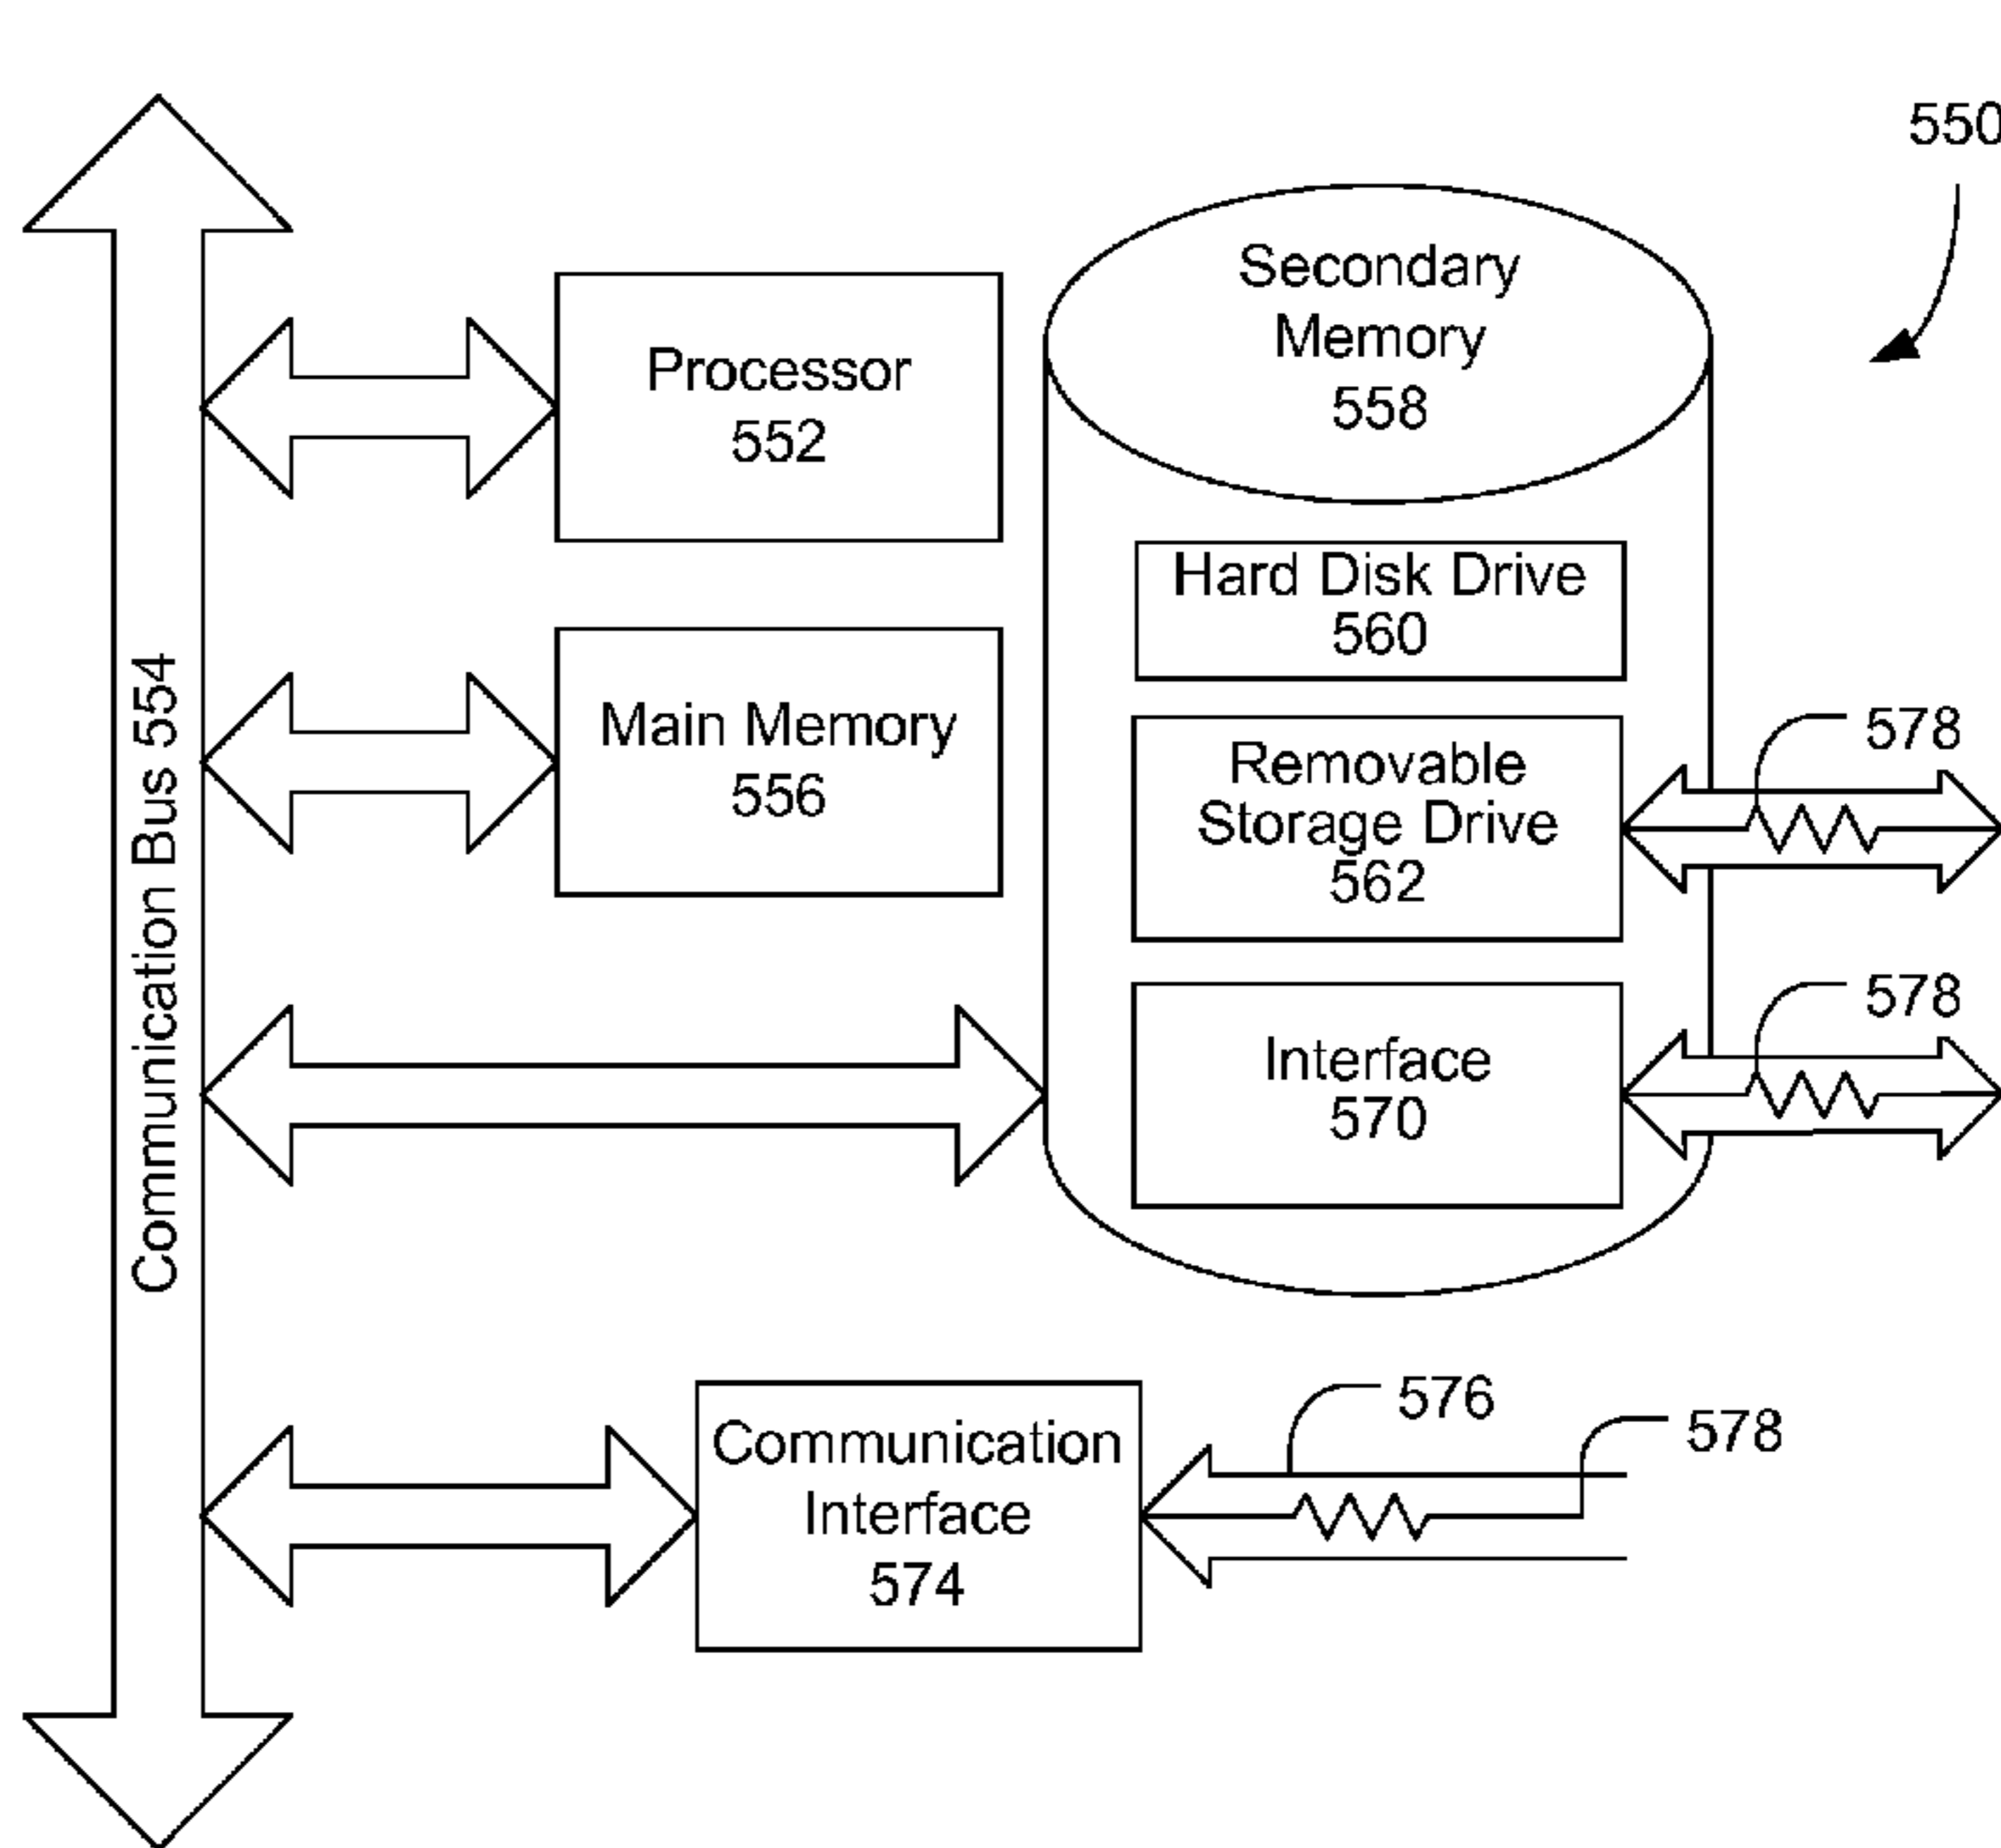 550
Secondary
Memory
558
Processor
552
Hard Disk Drive
560
Main Memory
556
Removable
Storage Drive
562
578
Communication Bus 554
Interface
570
578
Communication
Interface
574
576
578